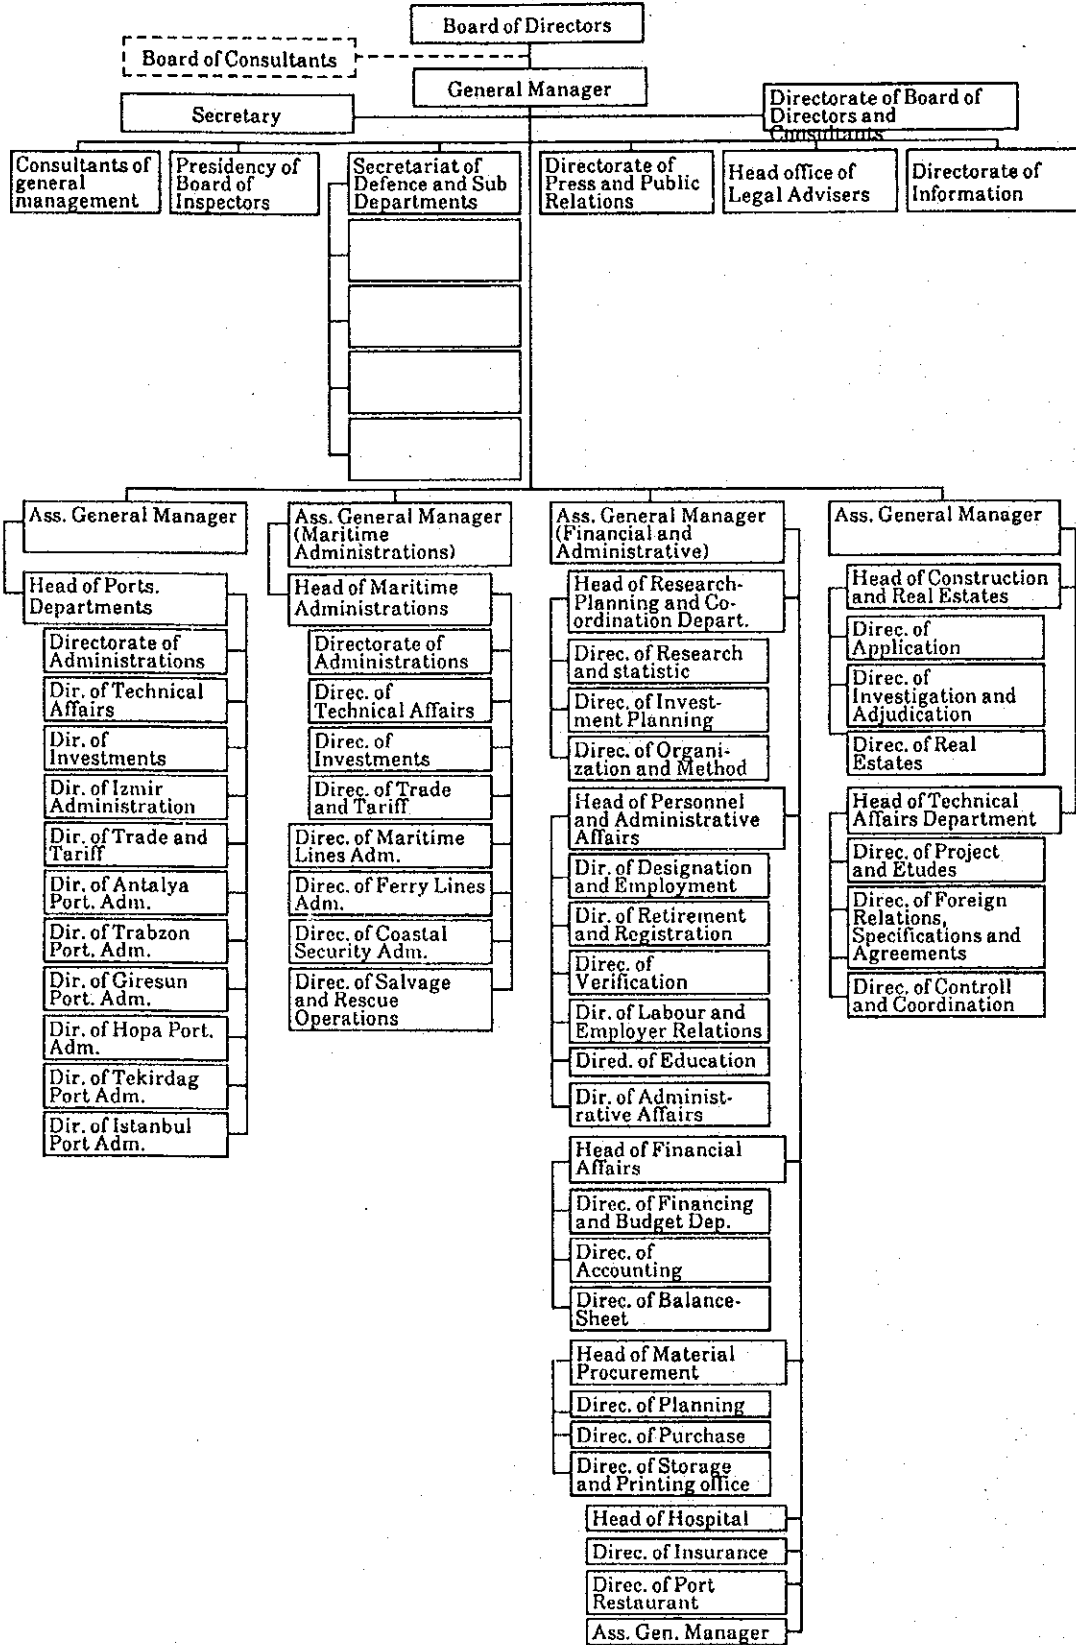 Board of Directors
Board of Consultants
General Manager
Secretary
Directorate of Board of
Directors and
Consultants
Consultants of
general
management
Presidency of
Board of
Inspectors
Secretariat of
Defence and Sub
Departments
Directorate of
Press and Public
Relations
Head office of
Legal Advisers
Directorate of
Information
Ass. General Manager
Head of Ports.
Departments
Directorate of
Administrations
Dir. of Technical
Affairs
Dir. of
Investments
Dir. of Izmir
Administration
Dir. of Trade and
Tariff
Dir. of Antalya
Port. Adm.
Dir. of Trabzon
Port. Adm.
Dir. of Giresun
Port. Adm.
Dir. of Hopa Port.
Adm.
Dir. of Tekirdag
Port Adm.
Dir. of Istanbul
Port Adm.
Ass. General Manager
(Maritime
Administrations)
Head of Maritime
Administrations
Directorate of
Administrations
Direc. of
Technical Affairs
Direc. of
Investments
Direc. of Trade
and Tariff
Direc. of Maritime
Lines Adm.
Direc. of Ferry Lines
Adm.
Direc. of Coastal
Security Adm.
Direc. of Salvage
and Rescue
Operations
Ass. General Manager
(Financial and
Administrative)
Head of Research-
Planning and Co-
ordination Depart.
Direc. of Research
and statistic
Direc. of Invest-
ment Planning
Direc. of Organi-
zation and Method
Head of Personnel
and Administrative
Affairs
Dir. of Designation
and Employment
Dir. of Retirement
and Registration
Direc. of
Verification
Dir. of Labour and
Employer Relations
Dired. of Education
Dir. of Administ-
rative Affairs
Head of Financial
Affairs
Direc. of Financing
and Budget Dep.
Direc. of
Accounting
Direc. of Balance-
Sheet
Head of Material
Procurement
Direc. of Planning
Direc. of Purchase
Direc. of Storage
and Printing office
Head of Hospital
Direc. of Insurance
Direc. of Port
Restaurant
Ass. Gen. Manager
Ass. General Manager
Head of Construction
and Real Estates
Direc. of
Application
Direc. of
Investigation and
Adjudication
Direc. of Real
Estates
Head of Technical
Affairs Department
Direc. of Project
and Etudes
Direc. of Foreign
Relations,
Specifications and
Agreements
Direc. of Controll
and Coordination